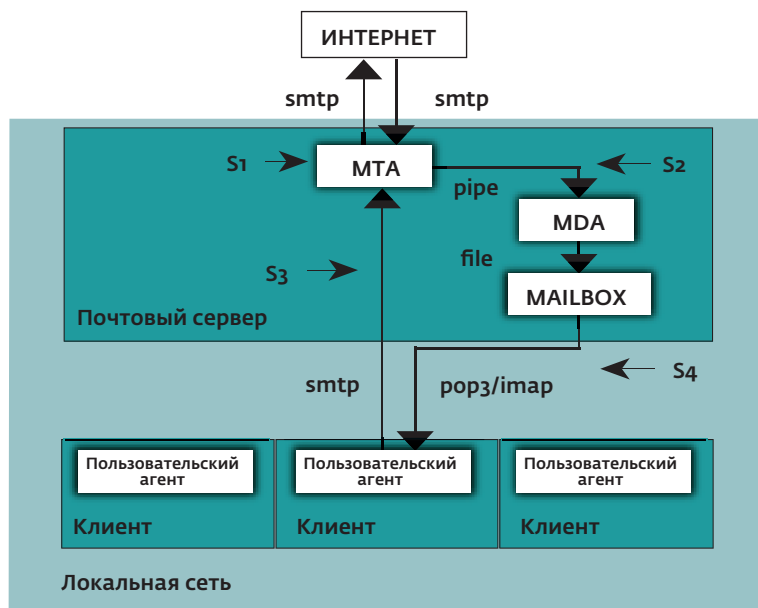 ИНТЕРНЕТ
smtp
smtp
S1
MTA
S2
pipe
MDA
S3
file
MAILBOX
Почтовый сервер
smtp
pop3/imap
S4
Пользовательский
агент
Пользовательский
агент
Пользовательский
агент
Клиент
Клиент
Клиент
Локальная сеть